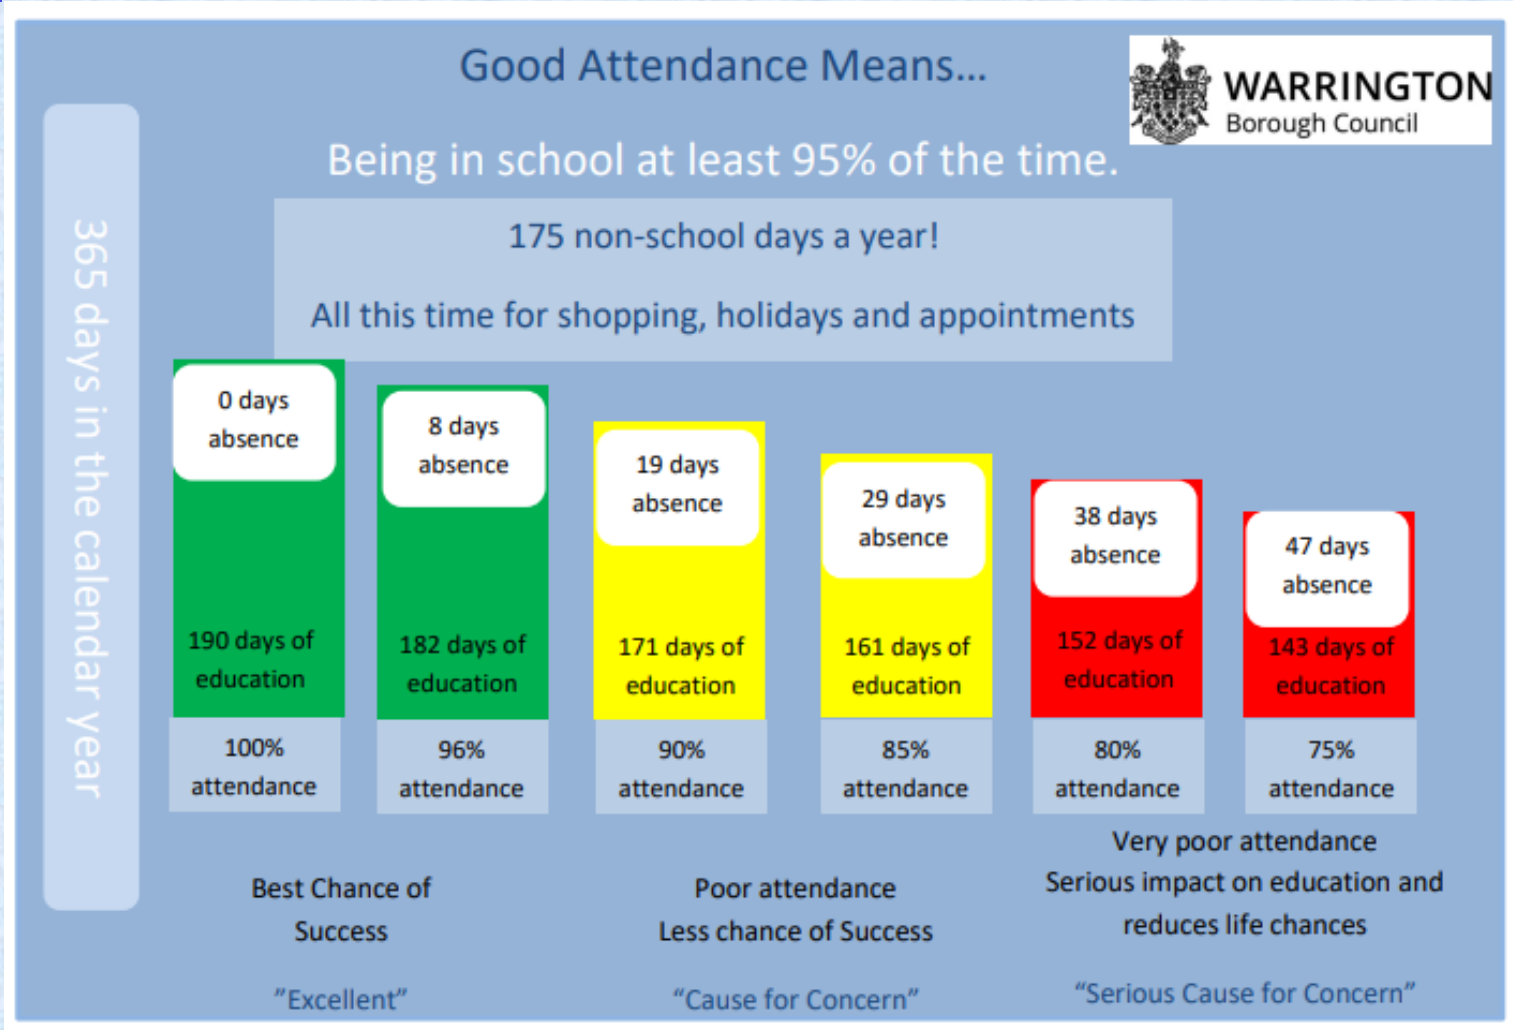 Good Attendance Means...
WARRINGTON
Borough Council
Being in school at least 95% of the time.
175 non-school days a year!
All this time for shopping, holidays and appointments
365 days in the calendar year
0 days
absence
190 days of
education
100%
attendance
8 days
absence
182 days of
education
96%
attendance
19 days
absence
171 days of
education
90%
attendance
29 days
absence
161 days of
education
85%
attendance
38 days
absence
152 days of
education
80%
attendance
47 days
absence
143 days of
education
75%
attendance
Best Chance of
Success
"Excellent"
Poor attendance
Less chance of Success
“Cause for Concern”
Very poor attendance
Serious impact on education and
reduces life chances
“Serious Cause for Concern”